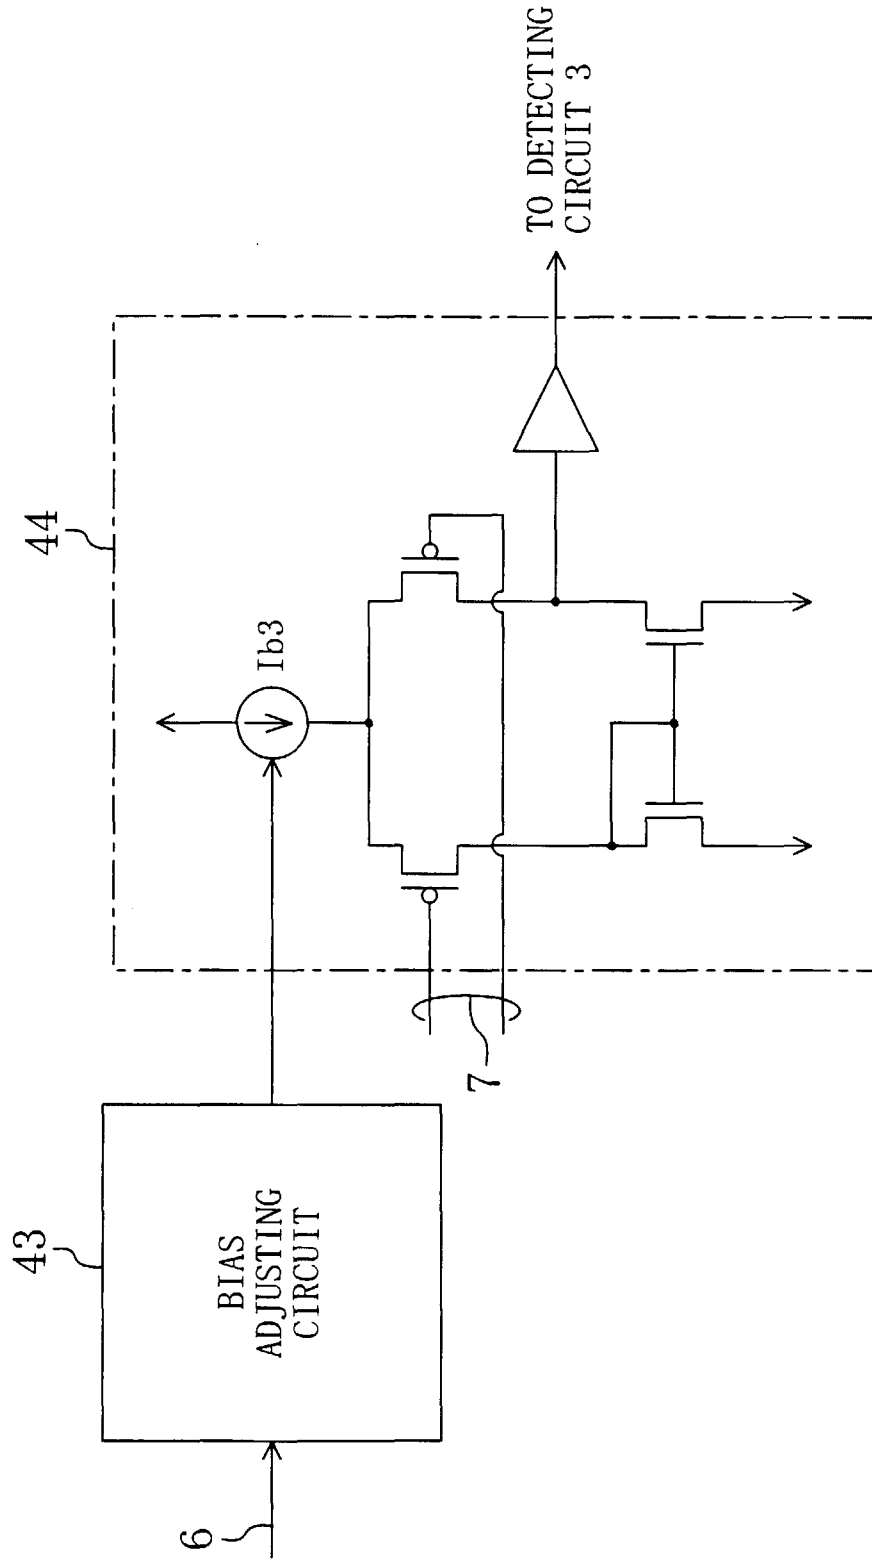 44
Ib3
TO DETECTING
CIRCUIT 3
43
BIAS
ADJUSTING
CIRCUIT
6
7